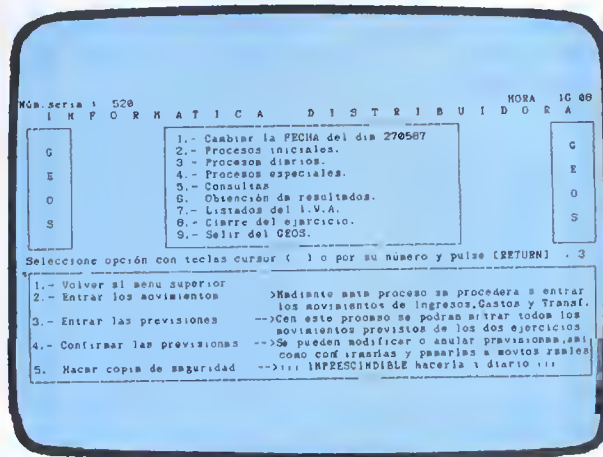 Núm.serie : 520 HORA 16 08
I N F O R M A T I C A D I S T R I B U I D O R A
G E O S
1.- Cambiar la FECHA del dia 270587
2.- Procesos iniciales.
3 - Procesos diarios.
4.- Procesos especiales.
5.- Consultas
6. Obtención de resultados.
7.- Listados del I.V.A.
8.- Cierre del ejercicio.
9.- Salir del GEOS.
G E O S
Seleccione opción con teclas cursor ( ) o por su número y pulse [RETURN] . 3
1.- Volver al menu superior
2.- Entrar los movimientos >Mediante este proceso se procedera a entrar
los movimientos de Ingresos,Gastos y Transf.
3.- Entrar las previsiones -->Con este proceso se podran entrar todos los
movimientos previstos de los dos ejercicios
4.- Confirmar las previsiones -->Se pueden modificar o anular previsiones,asi
como confirmarlas y pasarlas a movtos reales
5. Hacer copia de seguridad -->¡¡¡ IMPRESCINDIBLE hacerla a diario !!!